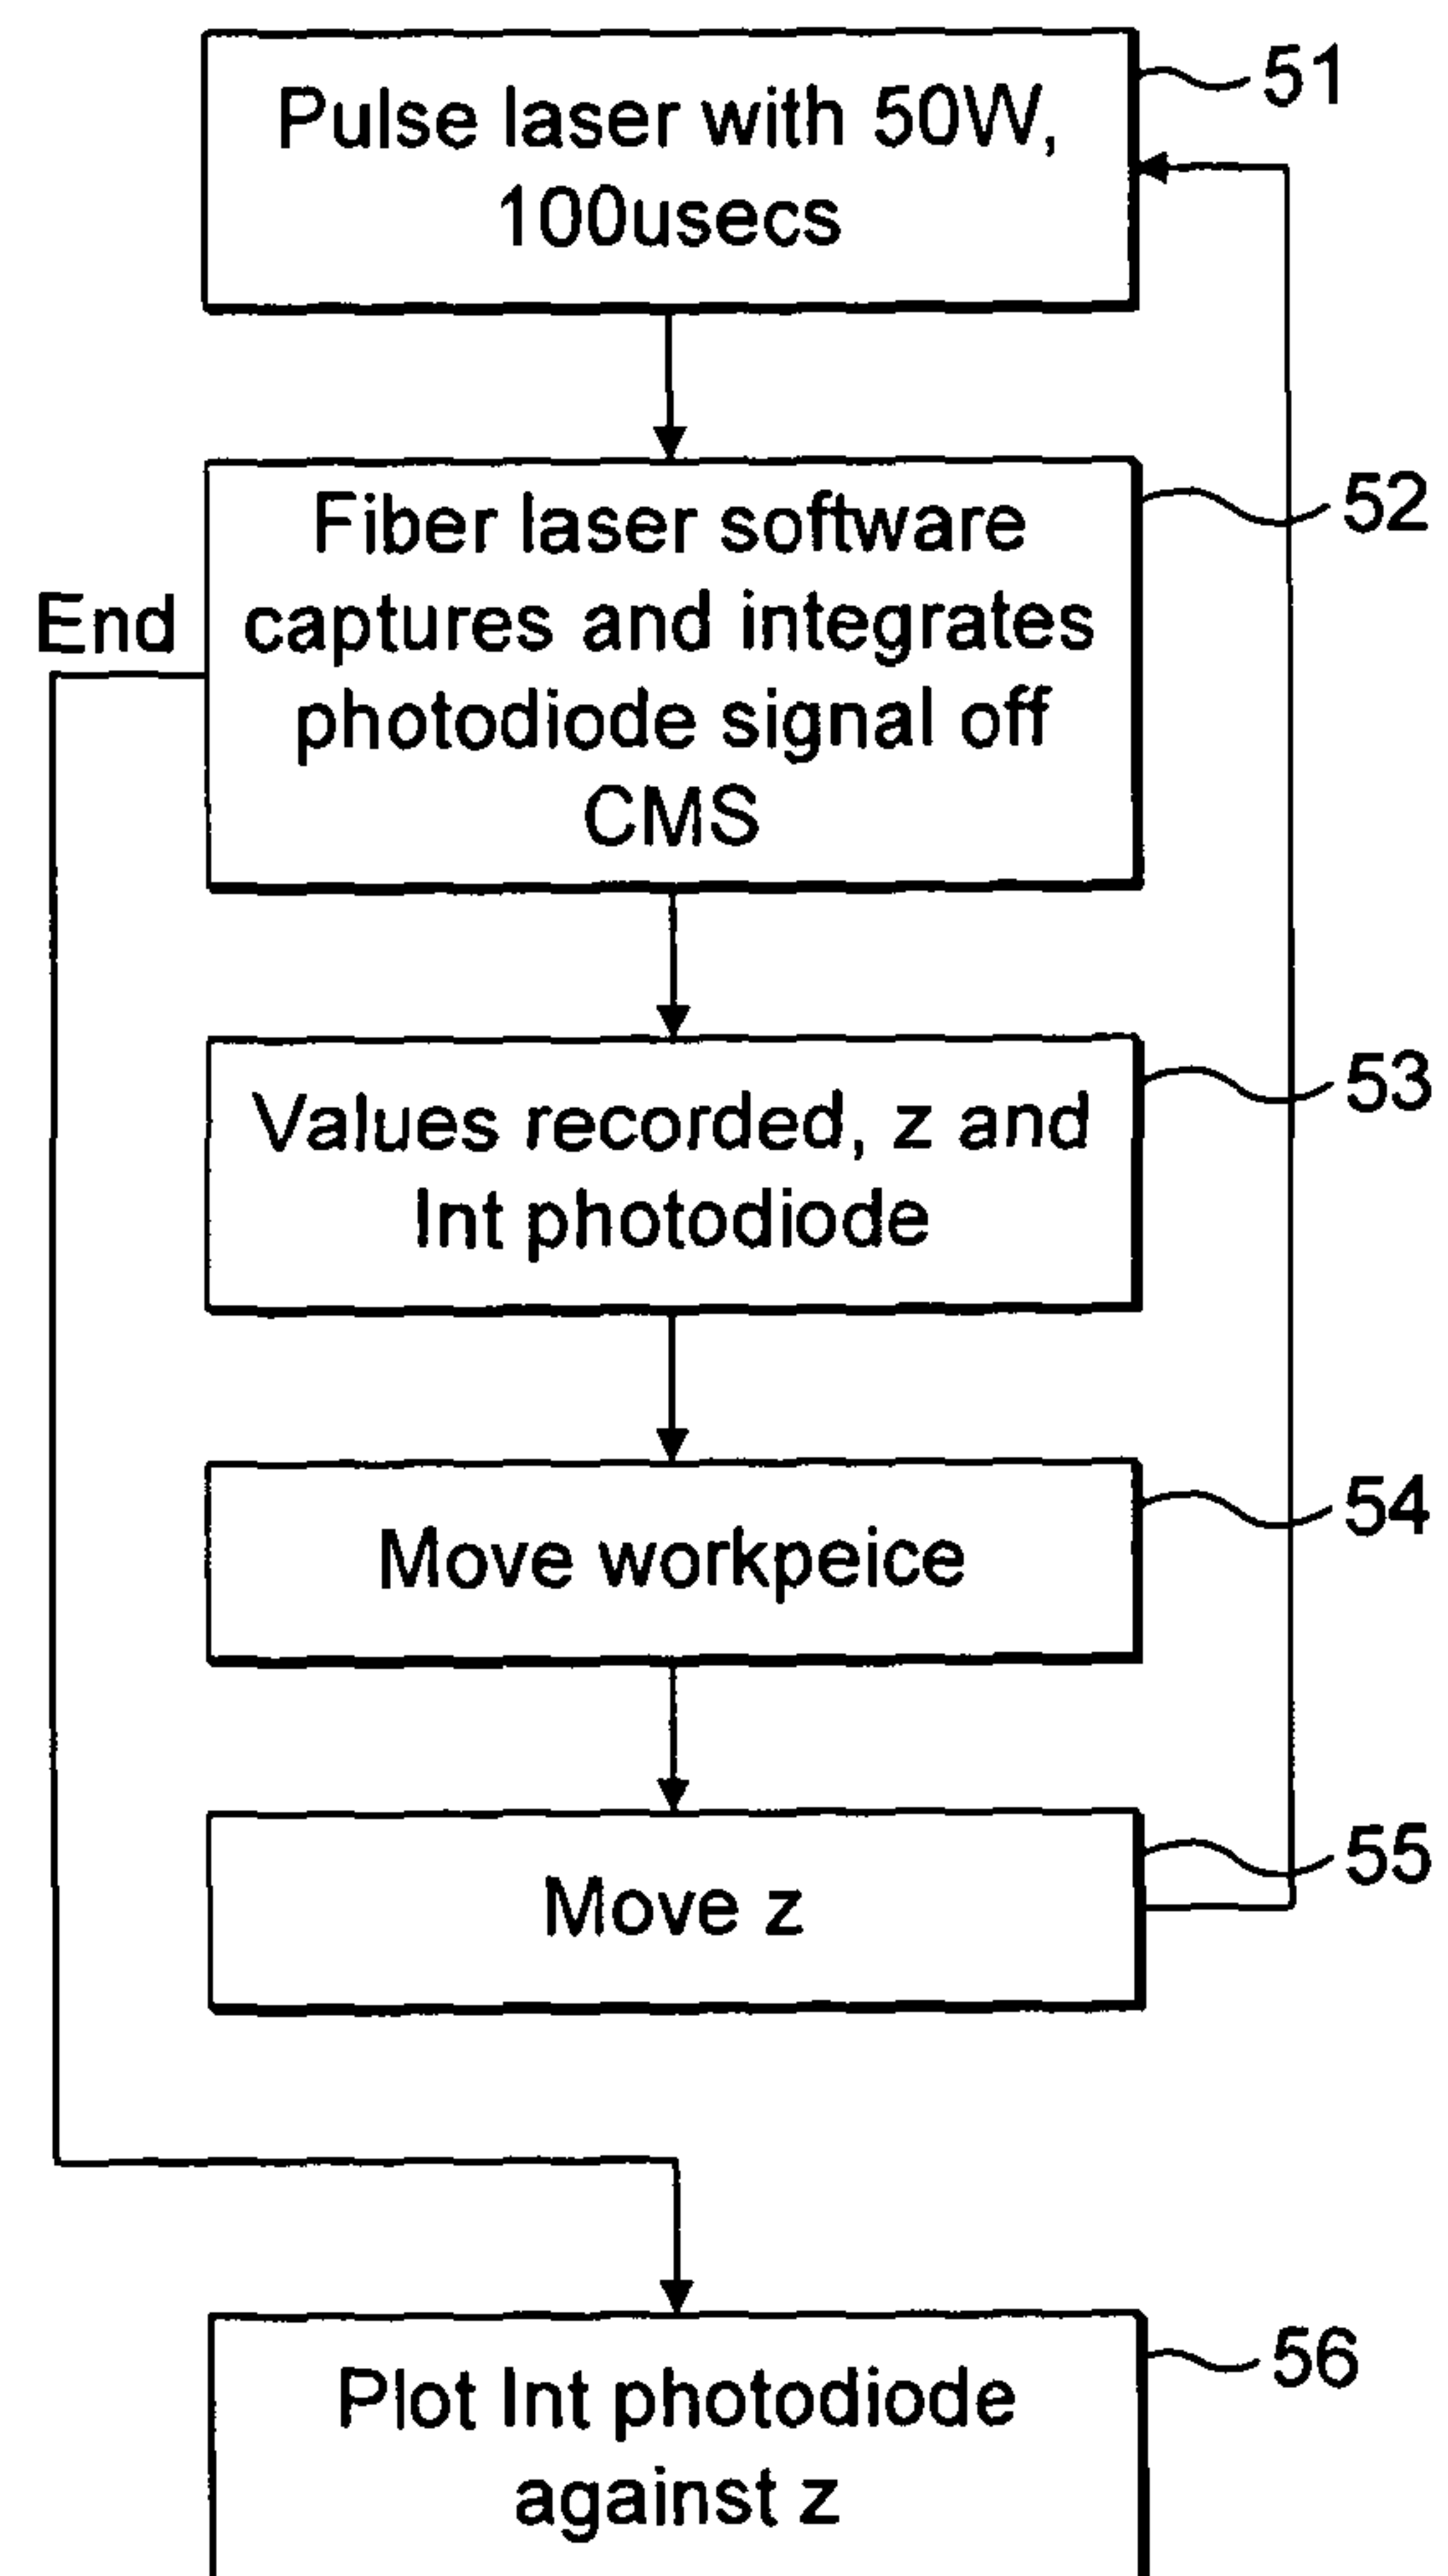 Pulse laser with 50W,
100usecs
51
Fiber laser software
captures and integrates
photodiode signal off
CMS
52
End
Values recorded, z and
Int photodiode
53
Move workpeice
54
Move z
55
Plot Int photodiode
against z
56